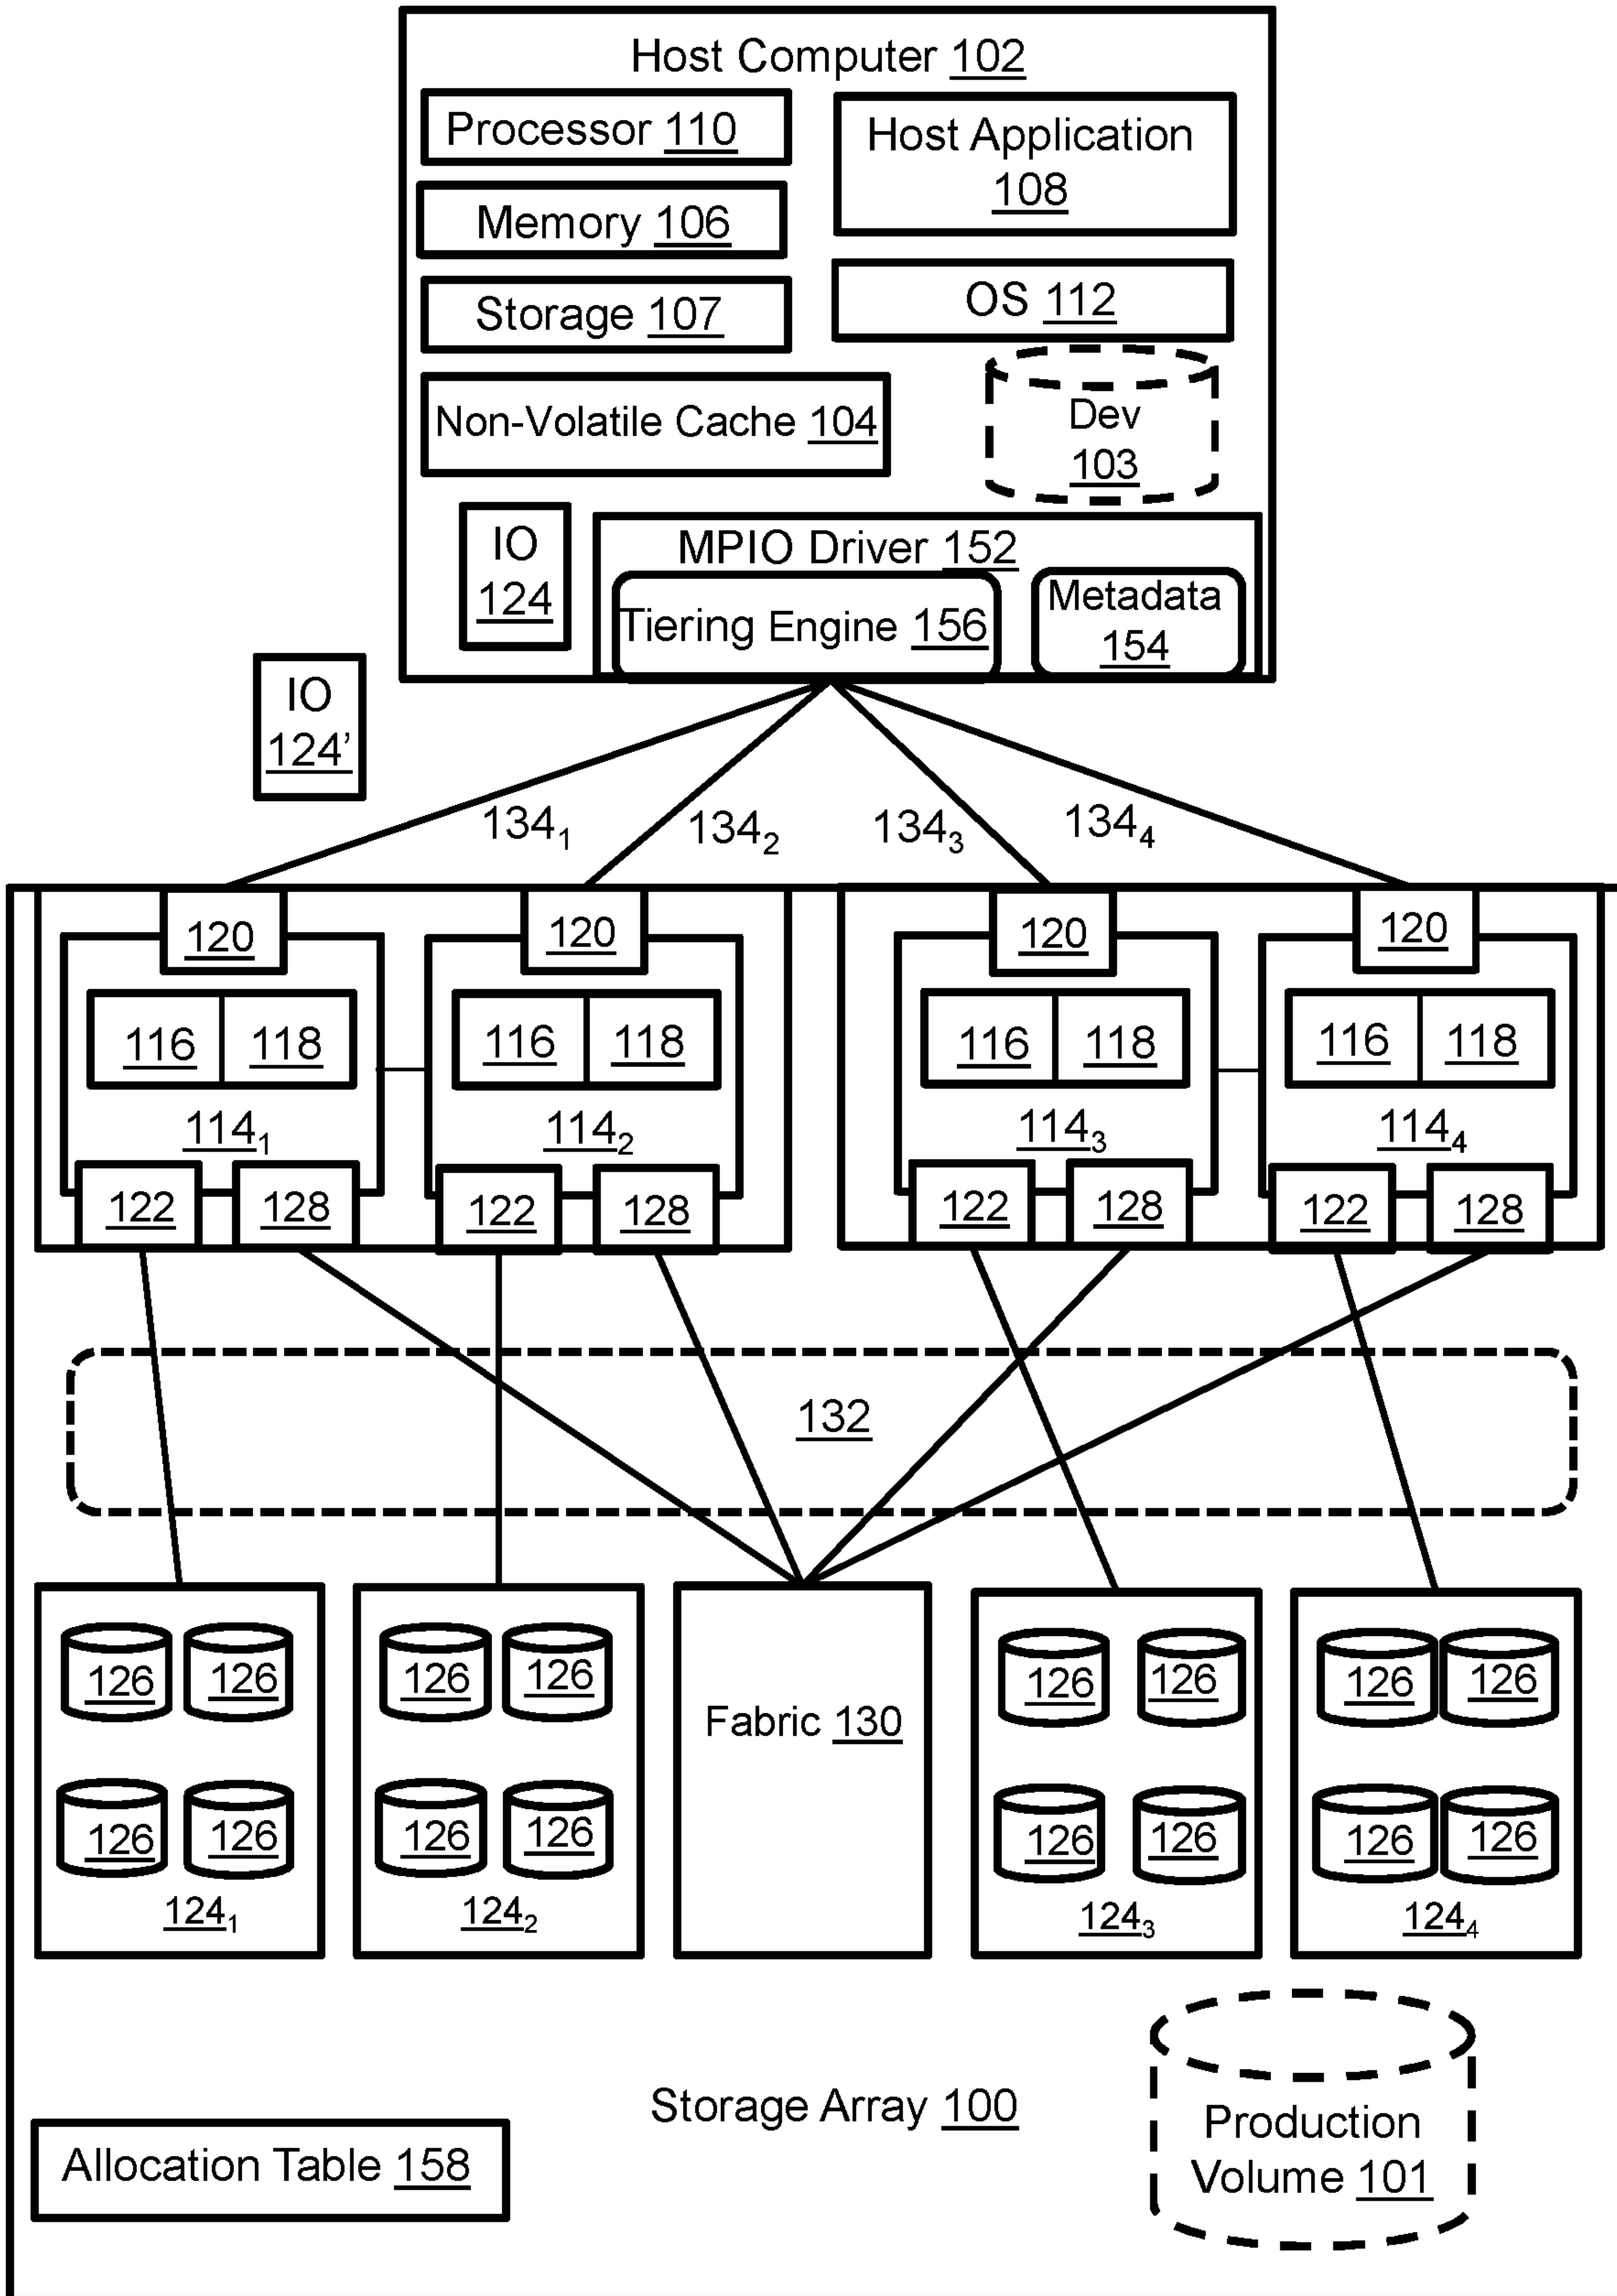 Host Computer 102
Processor 110
Host Application
108
Memory 106
OS 112
Storage 107
Dev
103
Non-Volatile Cache 104
IO
124
MPIO Driver 152
Tiering Engine 156
Metadata
154
IO
124’
134₁
134₂
134₃
134₄
120
120
120
120
116 118
116 118
116 118
116 118
114₁
114₂
114₃
114₄
122
128
122
128
122
128
122
128
132
126 126
126 126
124₁
126 126
126 126
124₂
Fabric 130
126 126
126 126
124₃
126 126
126 126
124₄
Storage Array 100
Production
Volume 101
Allocation Table 158